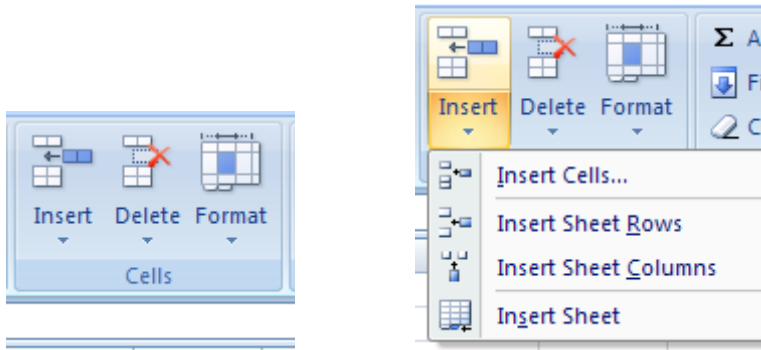 Insert Delete Format
Cells
Insert Delete Format
Σ A
Insert Cells...
Insert Sheet Rows
Insert Sheet Columns
Insert Sheet